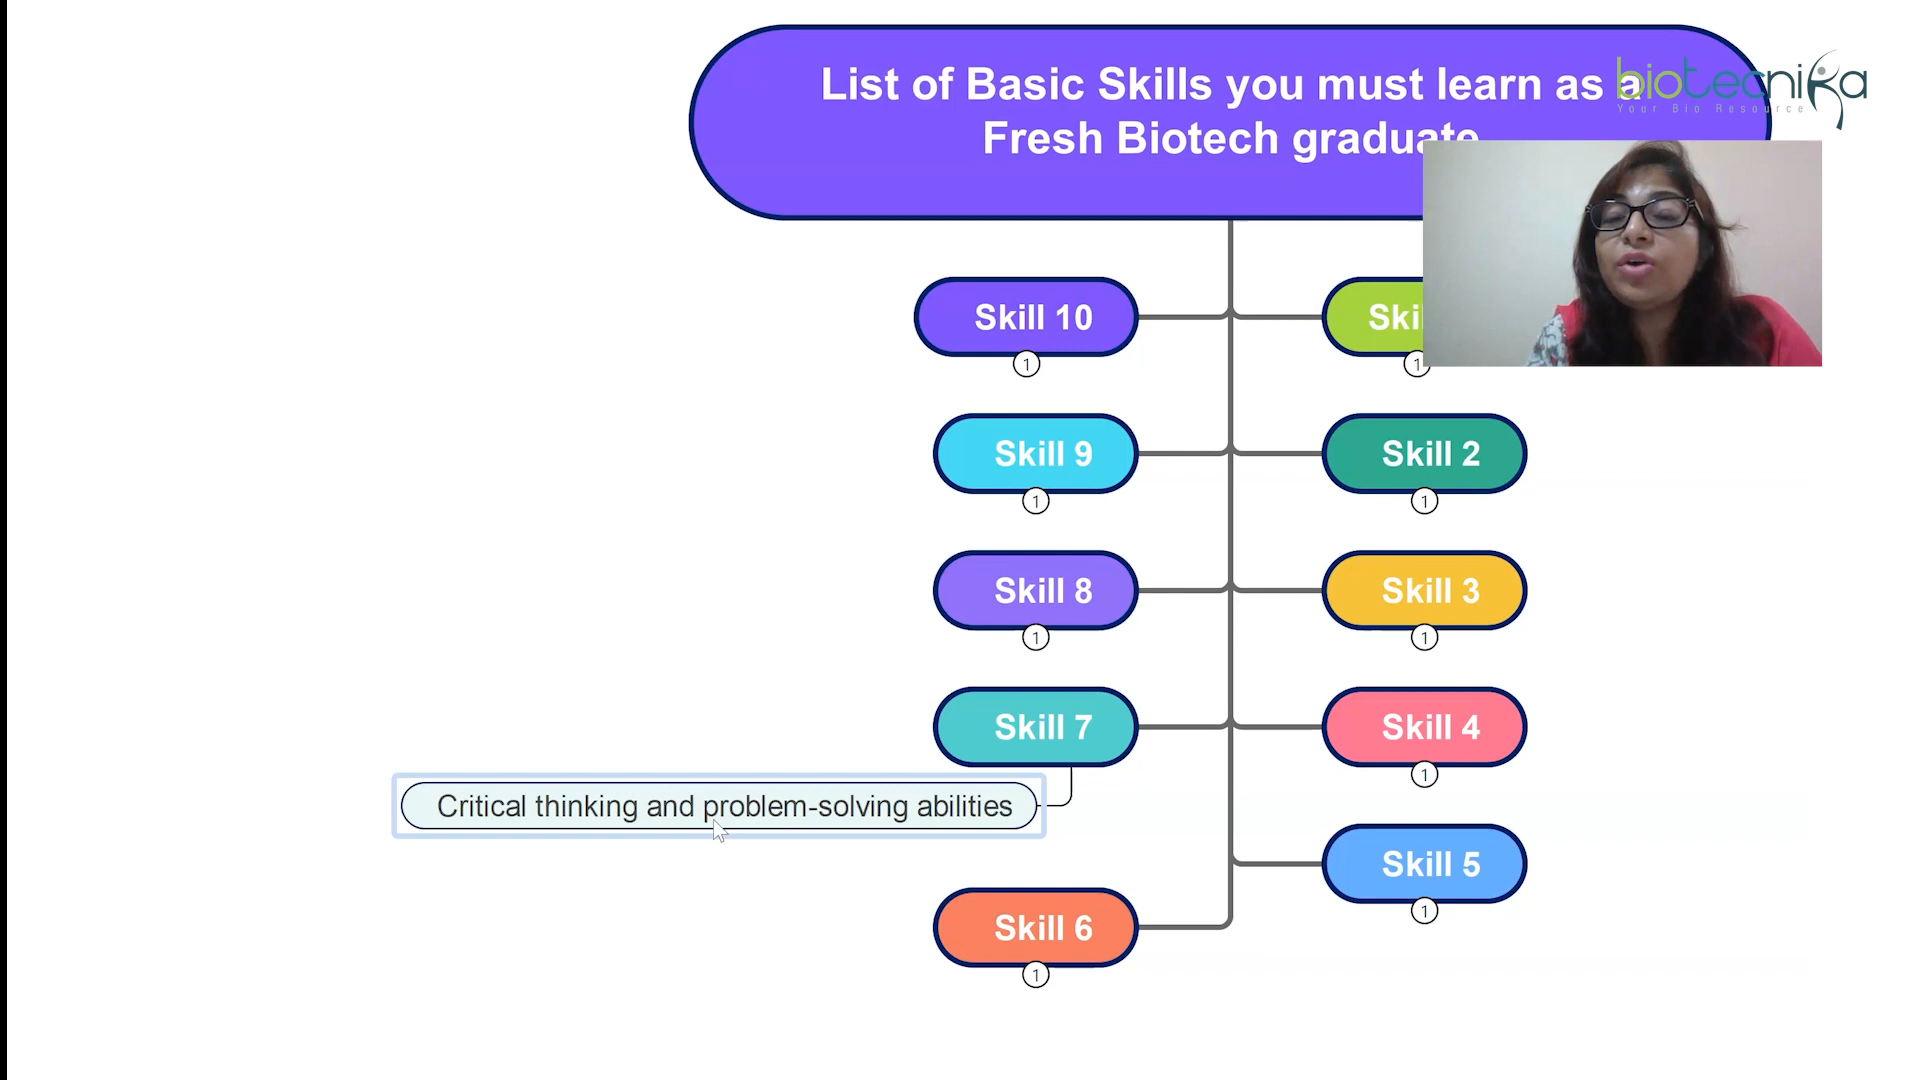 List of Basic Skills you must learn as a
Fresh Biotech graduate
biotecnika
Your Bio Resource
Skill 10
1
Ski
1
Skill 9
1
Skill 2
1
Skill 8
1
Skill 3
1
Skill 7
Skill 4
1
Critical thinking and problem-solving abilities
Skill 5
1
Skill 6
1